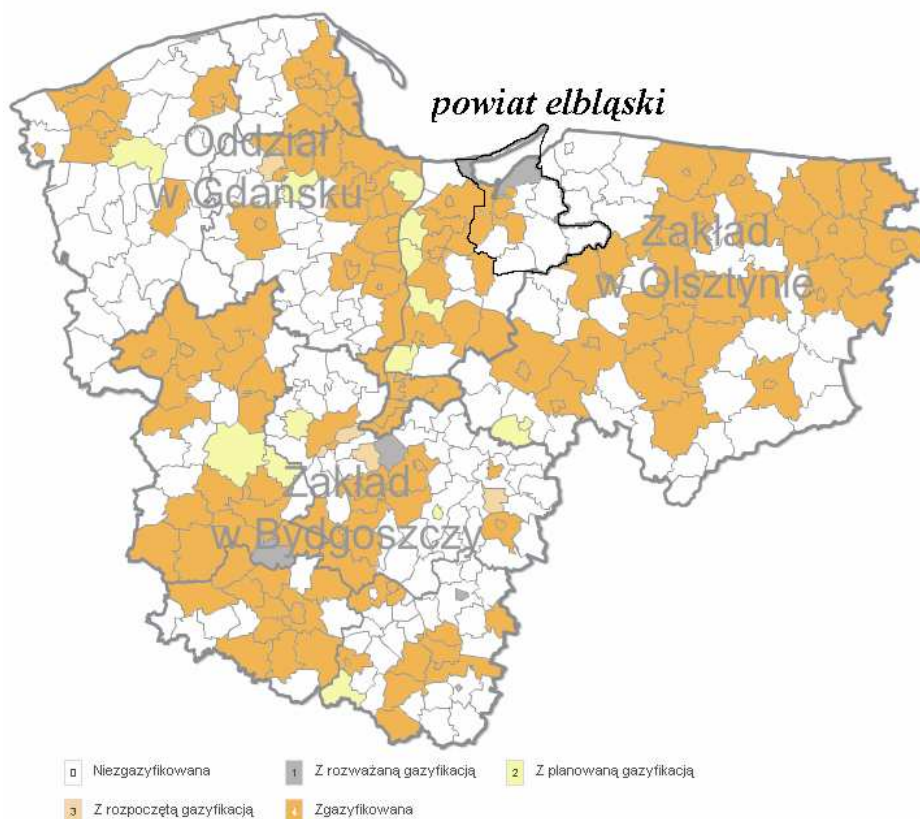 powiat elbląski
Oddział
w Gdańsku
Zakład
w Olsztynie
Zakład
w Bydgoszczy
0 Niezgazyfikowana
1 Z rozważaną gazyfikacją
2 Z planowaną gazyfikacją
3 Z rozpoczętą gazyfikacją
4 Zgazyfikowana